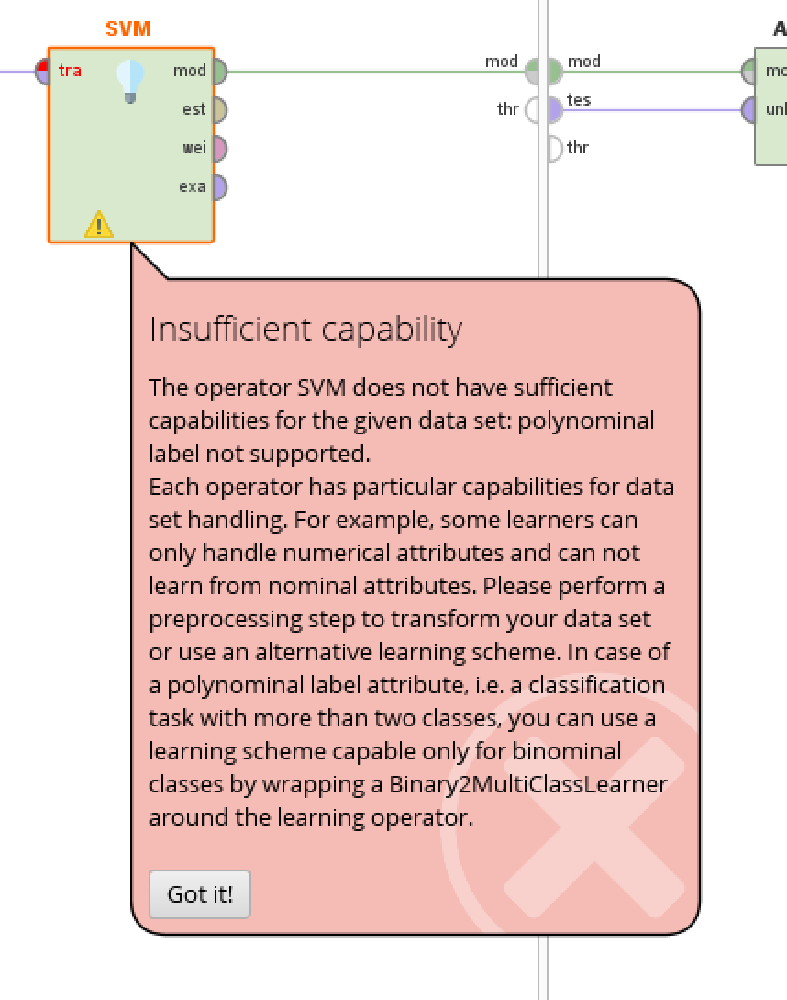 SVM
A
tra
mod
mod
mod
mo
est
thr
tes
unl
wei
thr
exa
Insufficient capability
The operator SVM does not have sufficient
capabilities for the given data set: polynominal
label not supported.
Each operator has particular capabilities for data
set handling. For example, some learners can
only handle numerical attributes and can not
learn from nominal attributes. Please perform a
preprocessing step to transform your data set
or use an alternative learning scheme. In case of
a polynominal label attribute, i.e. a classification
task with more than two classes, you can use a
learning scheme capable only for binominal
classes by wrapping a Binary2MultiClassLearner
around the learning operator.
Got it!